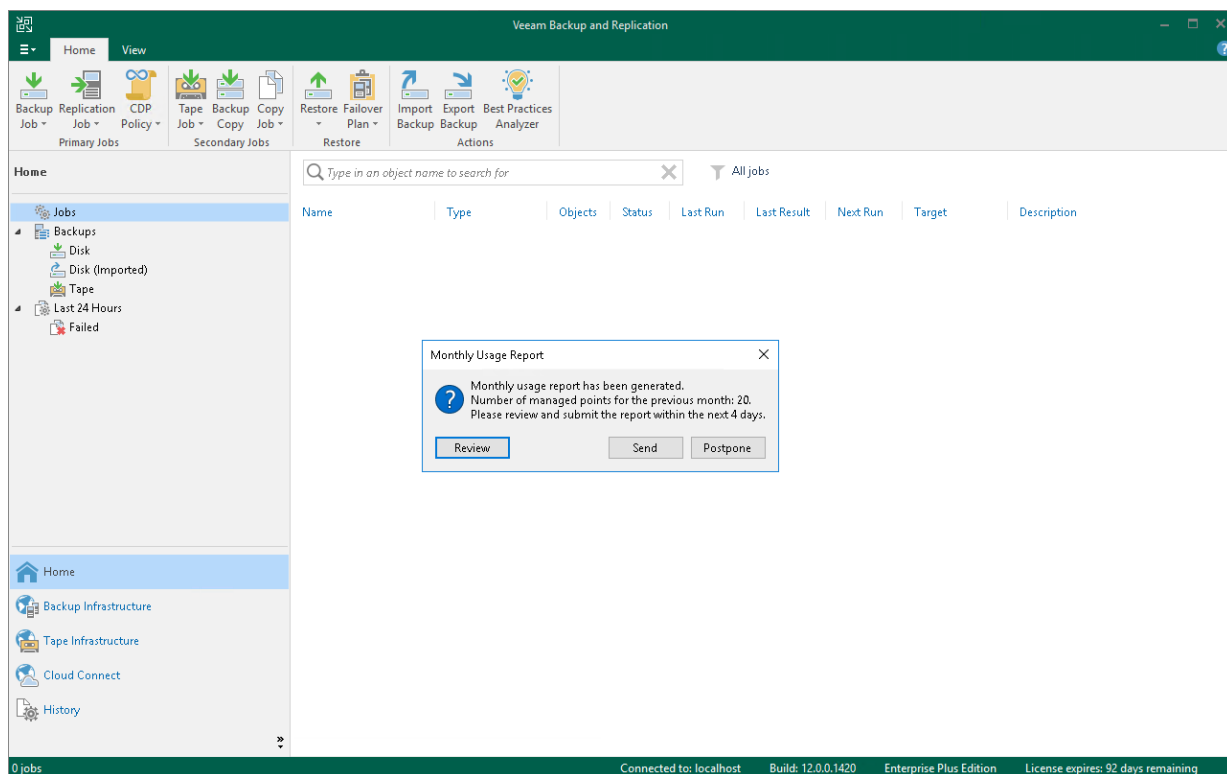 Veeam Backup and Replication
Home View
Backup Job
Replication Job
CDP Policy
Primary Jobs
Tape Job
Backup Copy
Copy Job
Secondary Jobs
Restore
Failover Plan
Restore
Import Backup
Export Backup
Best Practices Analyzer
Actions
Home
Type in an object name to search for
All jobs
Jobs
Backups
Disk
Disk (Imported)
Tape
Last 24 Hours
Failed
Name Type Objects Status Last Run Last Result Next Run Target Description
Monthly Usage Report
Monthly usage report has been generated.
Number of managed points for the previous month: 20.
Please review and submit the report within the next 4 days.
Review Send Postpone
Home
Backup Infrastructure
Tape Infrastructure
Cloud Connect
History
0 jobs Connected to: localhost Build: 12.0.0.1420 Enterprise Plus Edition License expires: 92 days remaining